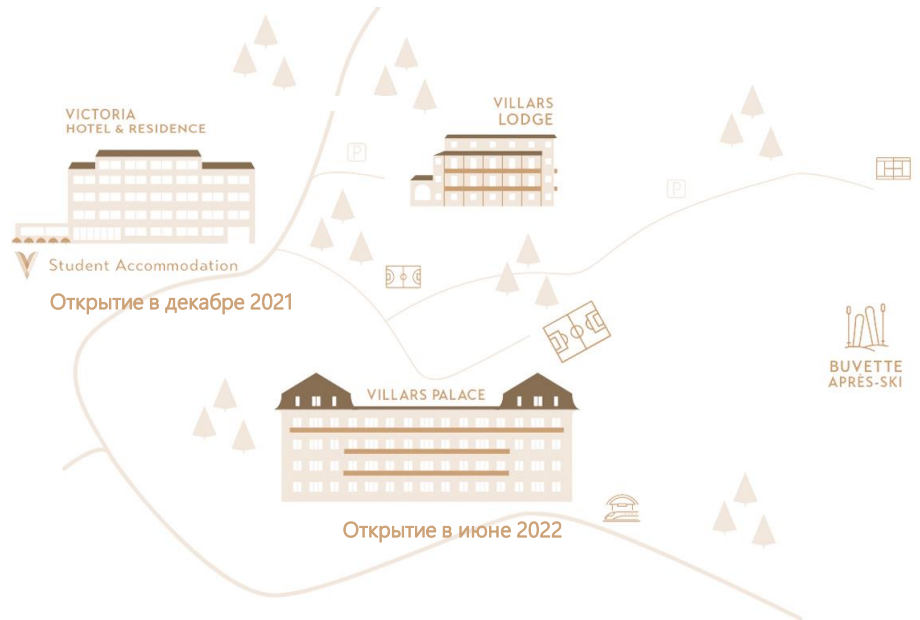 VICTORIA
HOTEL & RESIDENCE
VILLARS
LODGE
P
P
Student Accommodation
Открытие в декабре 2021
BUVETTE
APRÈS-SKI
VILLARS PALACE
Открытие в июне 2022